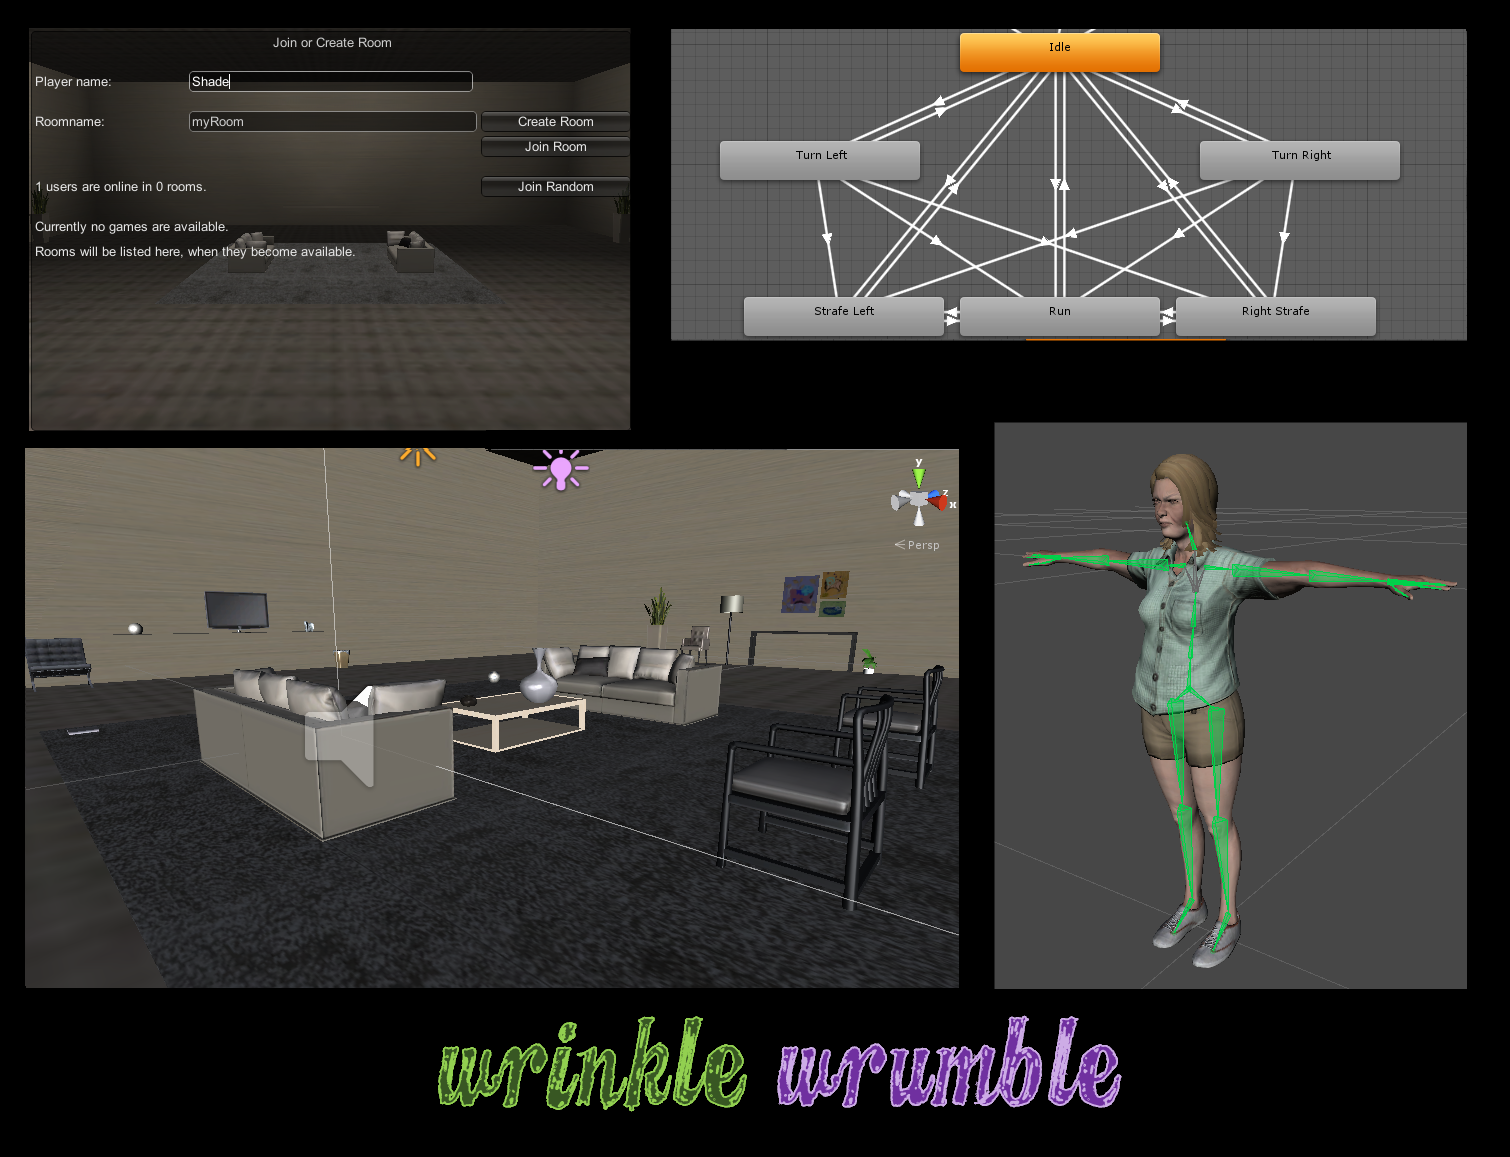 Join or Create Room
Player name: Shade
Roomname: myRoom Create Room
Join Room
1 users are online in 0 rooms. Join Random
Currently no games are available.
Rooms will be listed here, when they become available.
Idle
Turn Left Turn Right
Strafe Left Run Right Strafe
y
z
x
Persp
wrinkle wrumble